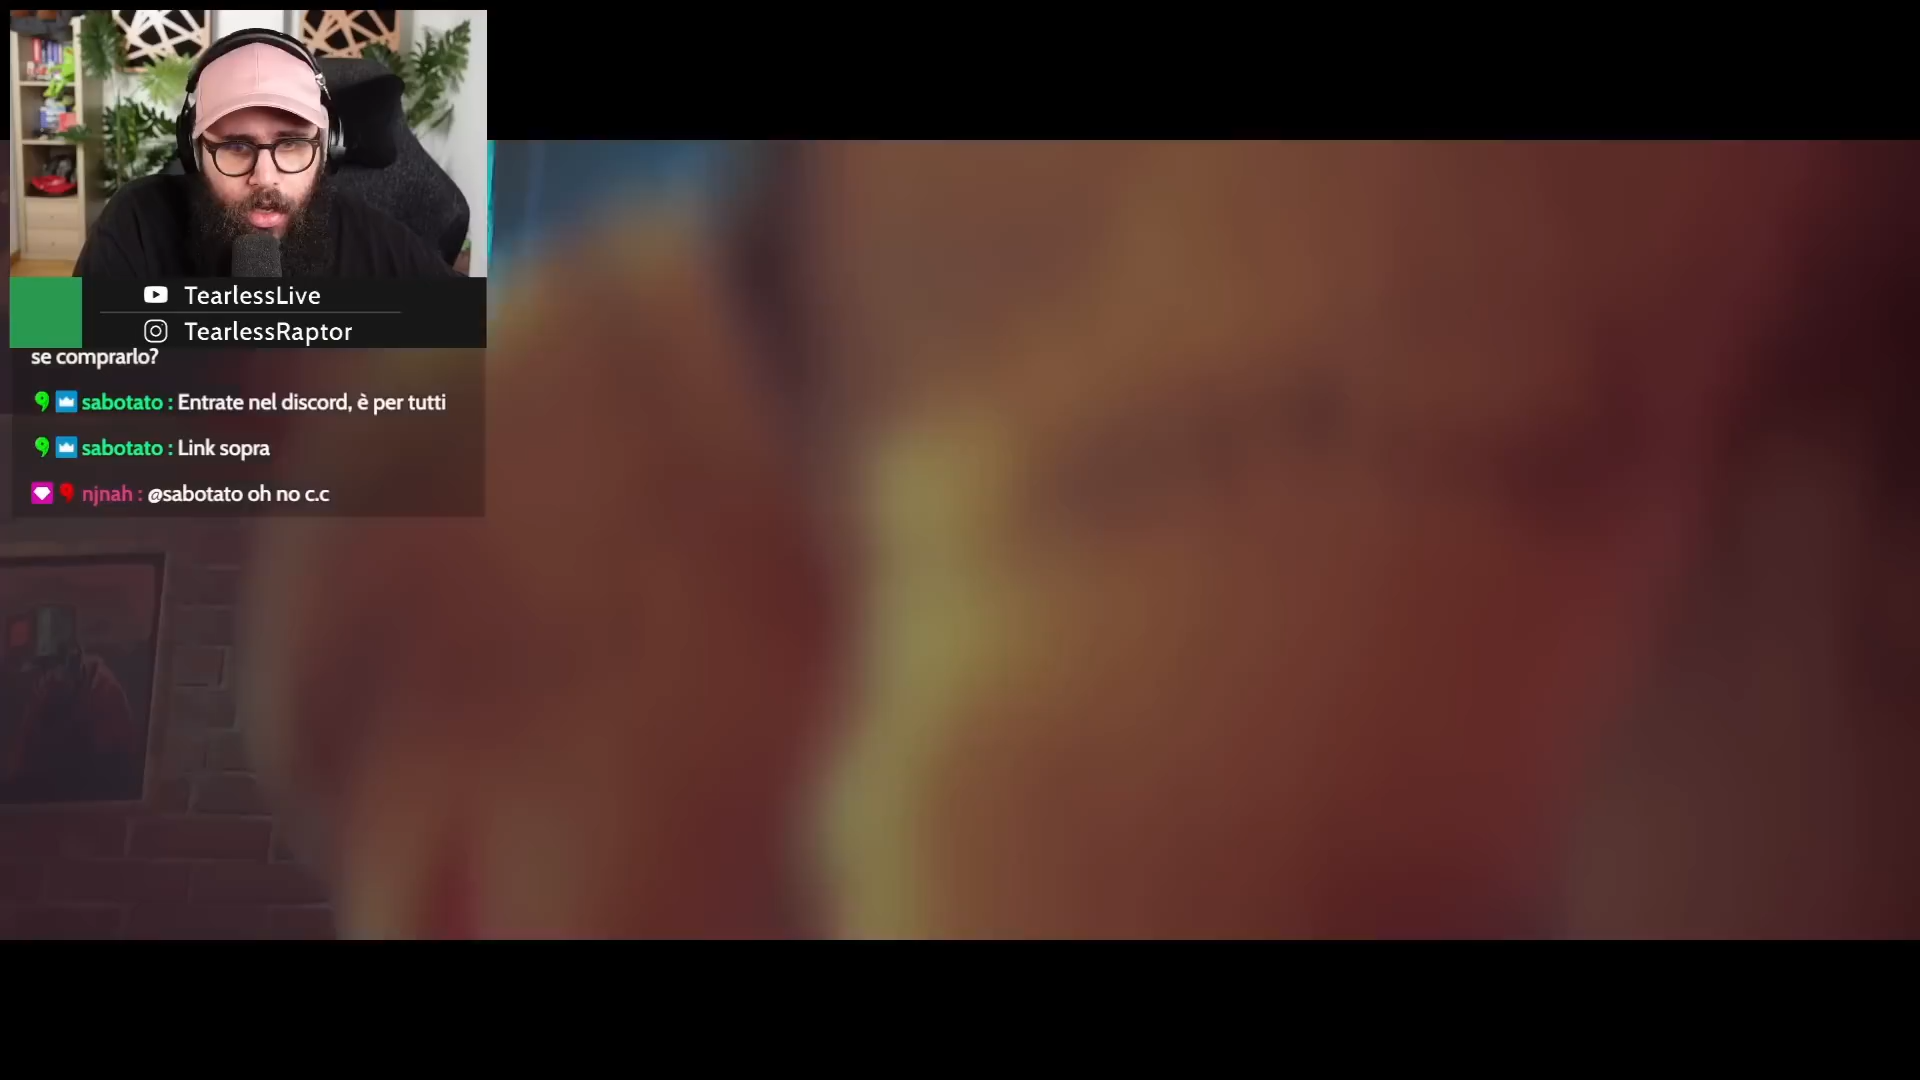 TearlessLive
TearlessRaptor
se comprarlo?
sabotato : Entrate nel discord, è per tutti
sabotato : Link sopra
njnah : @sabotato oh no c.c